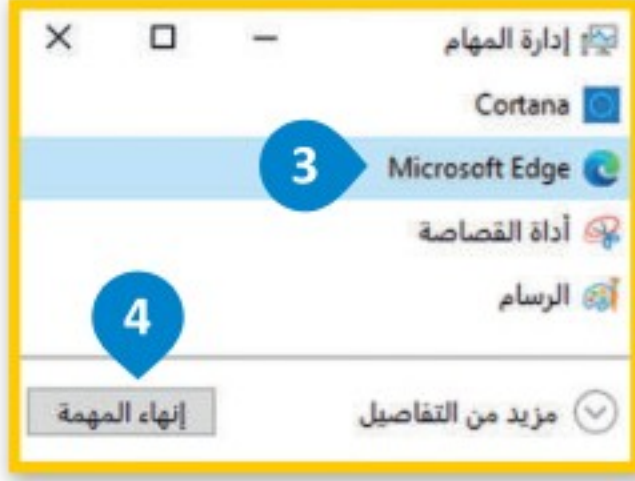 إدارة المهام
Cortana
3 Microsoft Edge
أداة القصاصة
الرسام
4
مزيد من التفاصيل
إنهاء المهمة